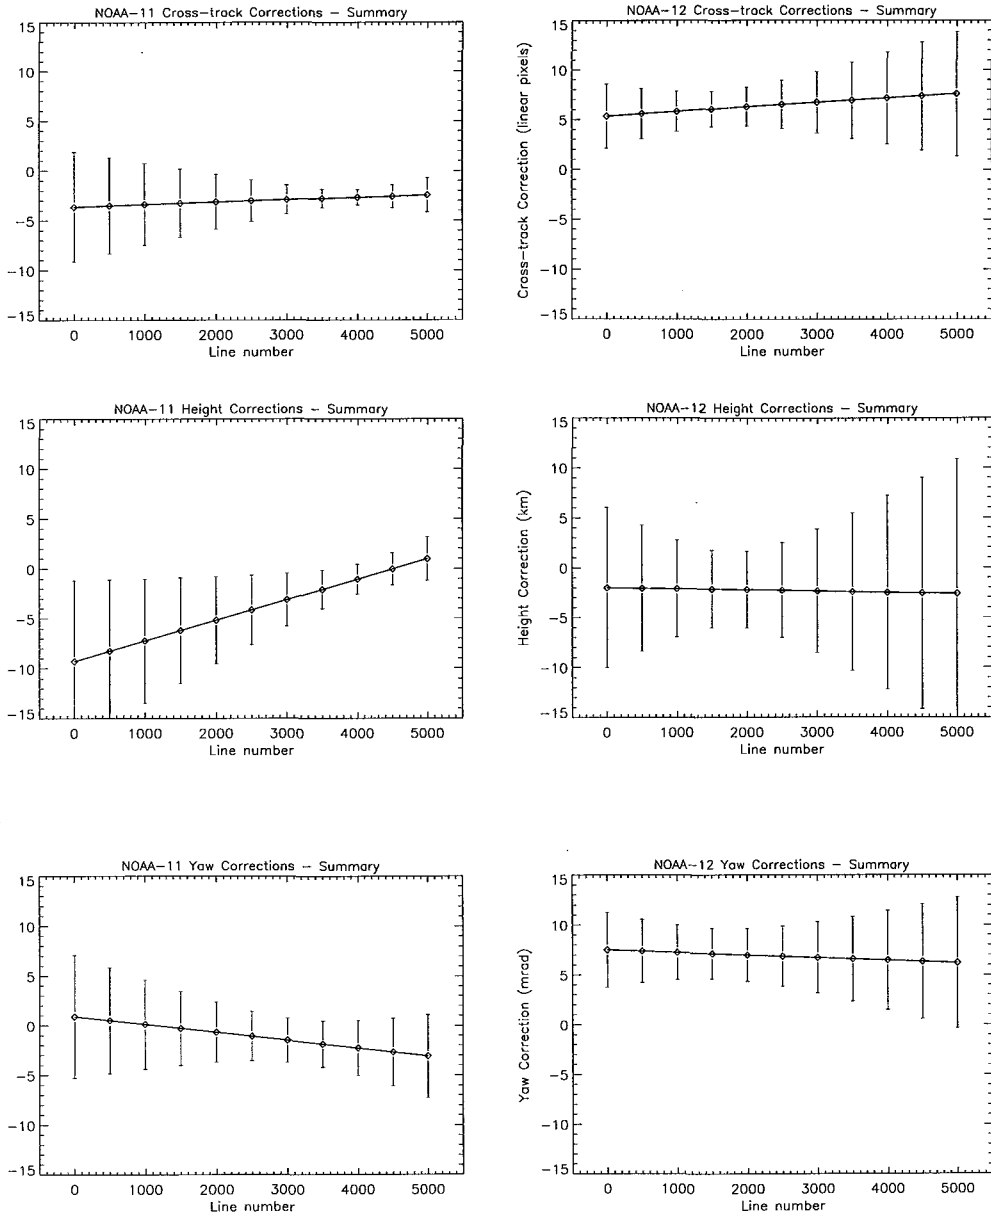 NOAA-11 Cross-track Corrections - Summary
15
10
5
0
-5
-10
-15
0 1000 2000 3000 4000 5000
Line number
NOAA-12 Cross-track Corrections - Summary
Cross-track Correction (linear pixels)
15
10
5
0
-5
-10
-15
0 1000 2000 3000 4000 5000
Line number
NOAA-11 Height Corrections - Summary
15
10
5
0
-5
-10
-15
0 1000 2000 3000 4000 5000
Line number
NOAA-12 Height Corrections - Summary
Height Correction (km)
15
10
5
0
-5
-10
-15
0 1000 2000 3000 4000 5000
Line number
NOAA-11 Yaw Corrections - Summary
15
10
5
0
-5
-10
-15
0 1000 2000 3000 4000 5000
Line number
NOAA-12 Yaw Corrections - Summary
Yaw Correction (mrad)
15
10
5
0
-5
-10
-15
0 1000 2000 3000 4000 5000
Line number